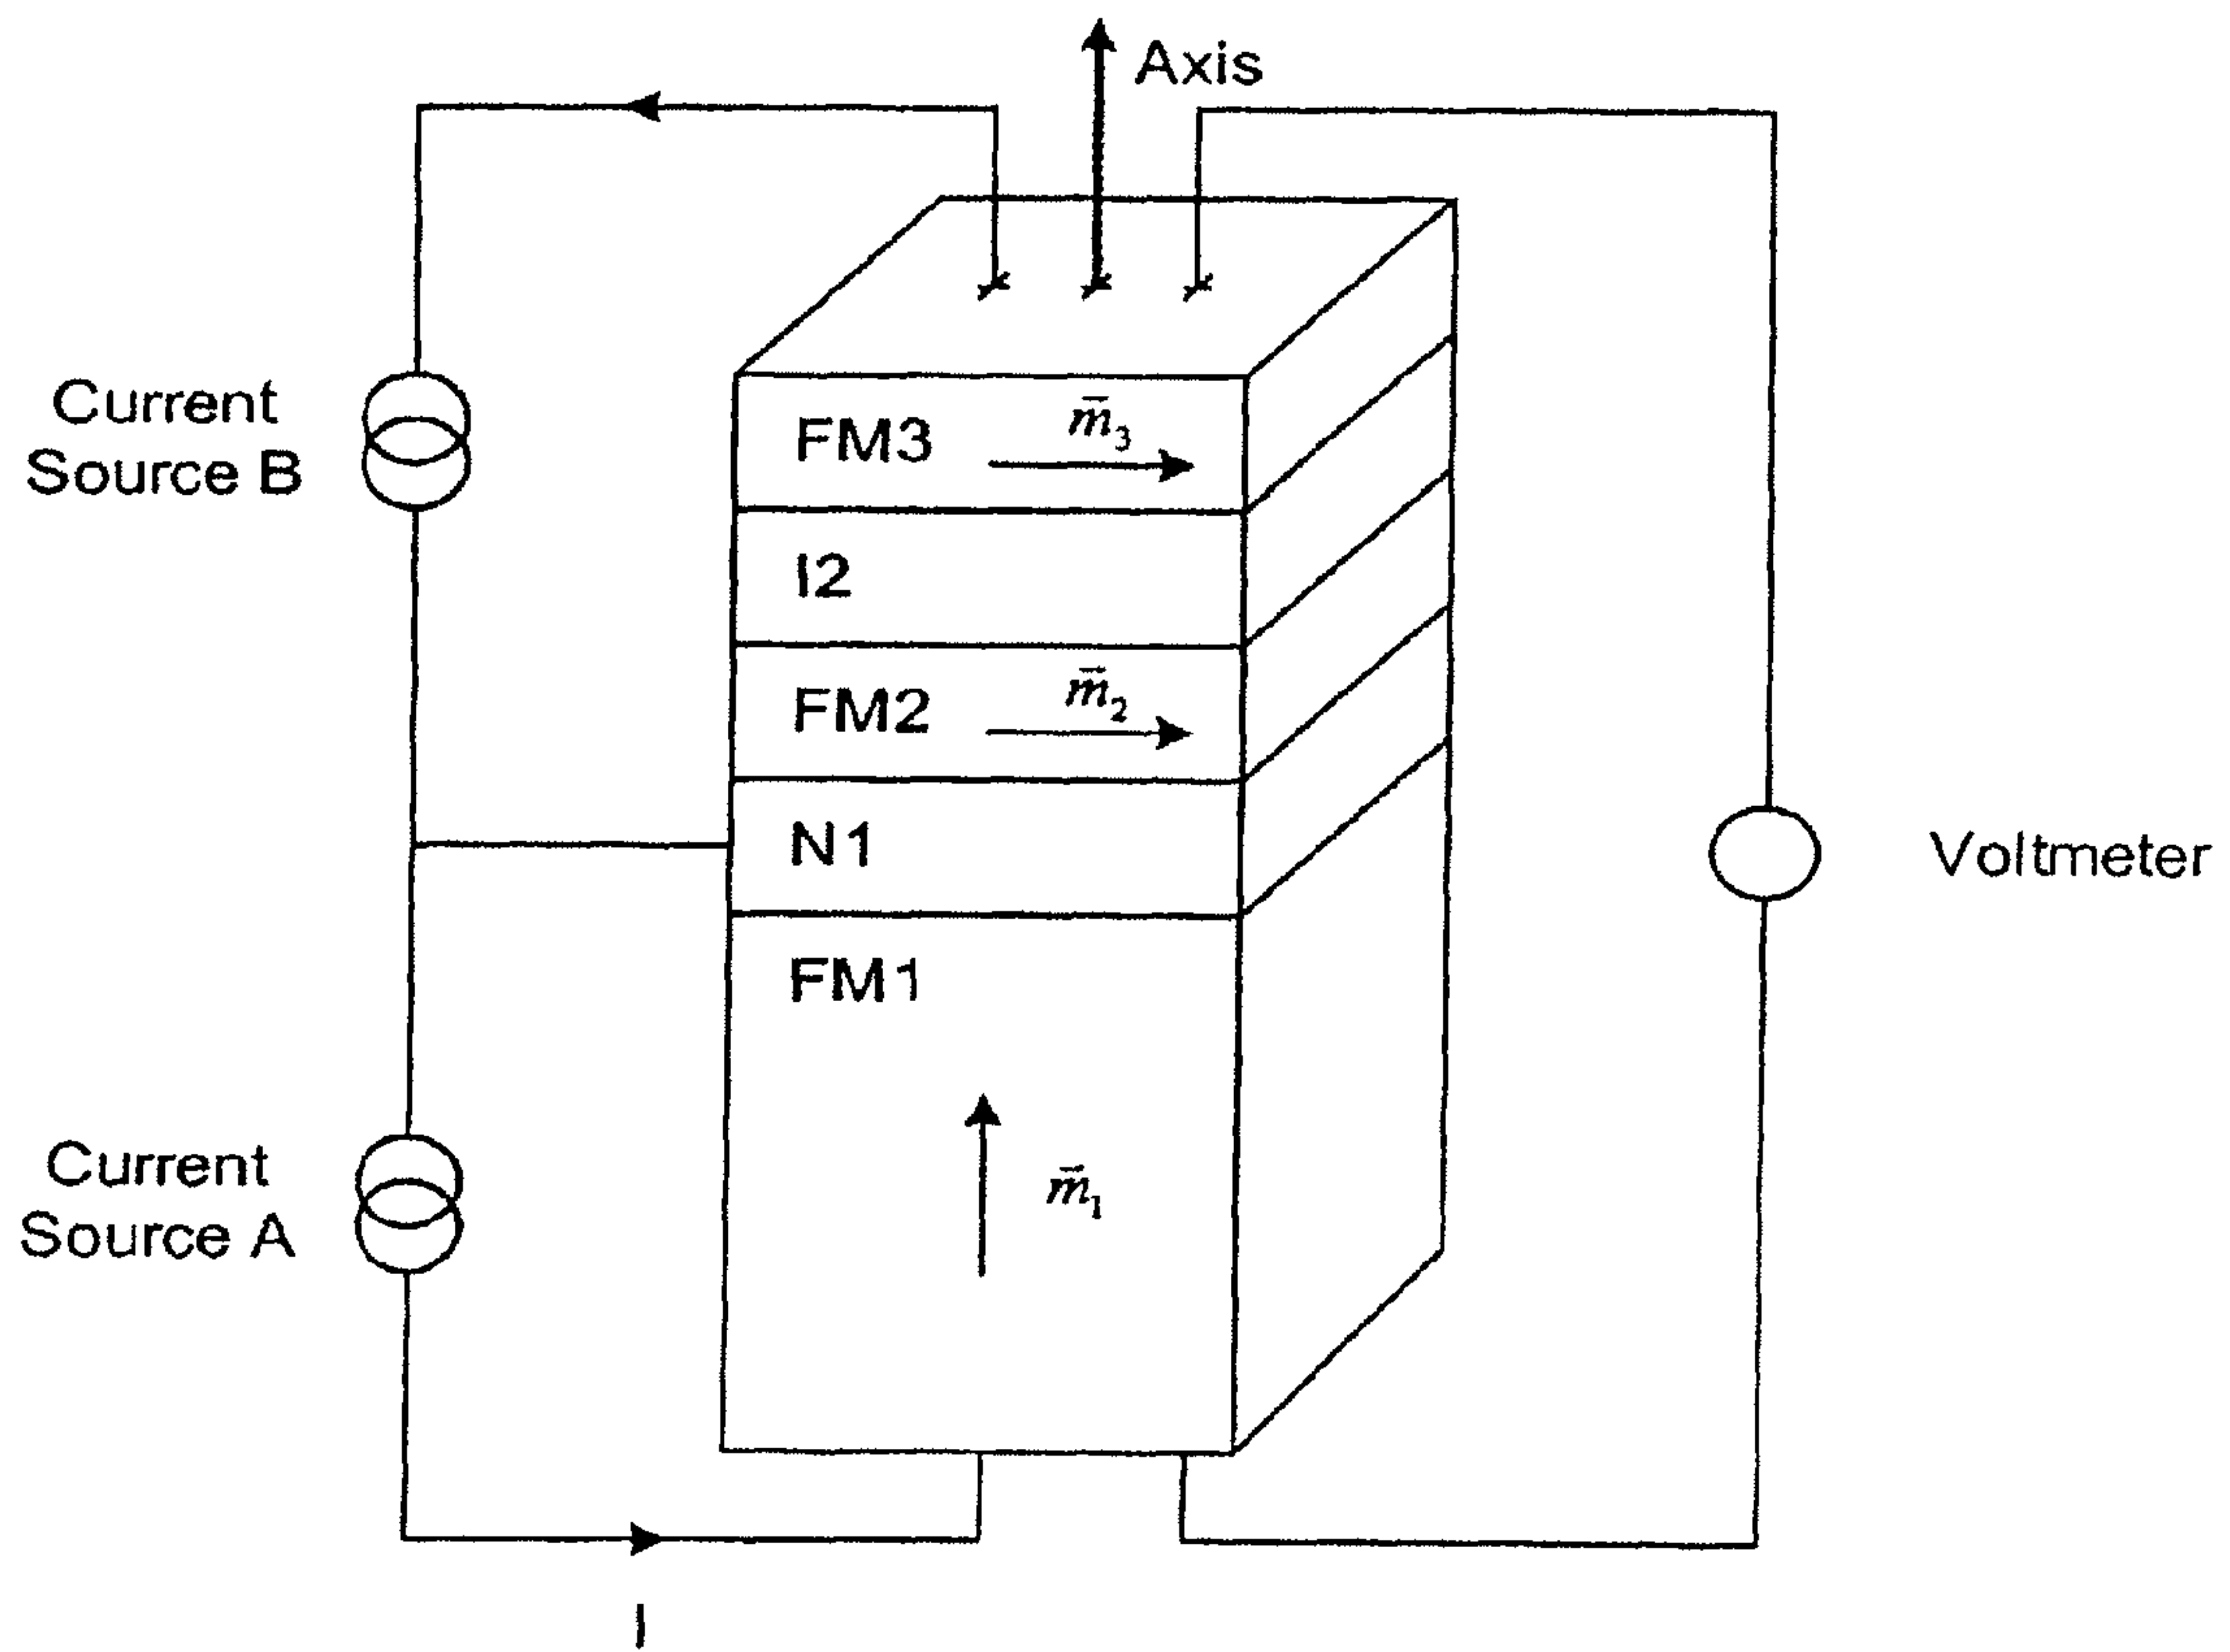 Axis
Current
Source B
FM3
m̄₃
I2
FM2
m̄₂
N1
Voltmeter
FM1
Current
Source A
m̄₁
I